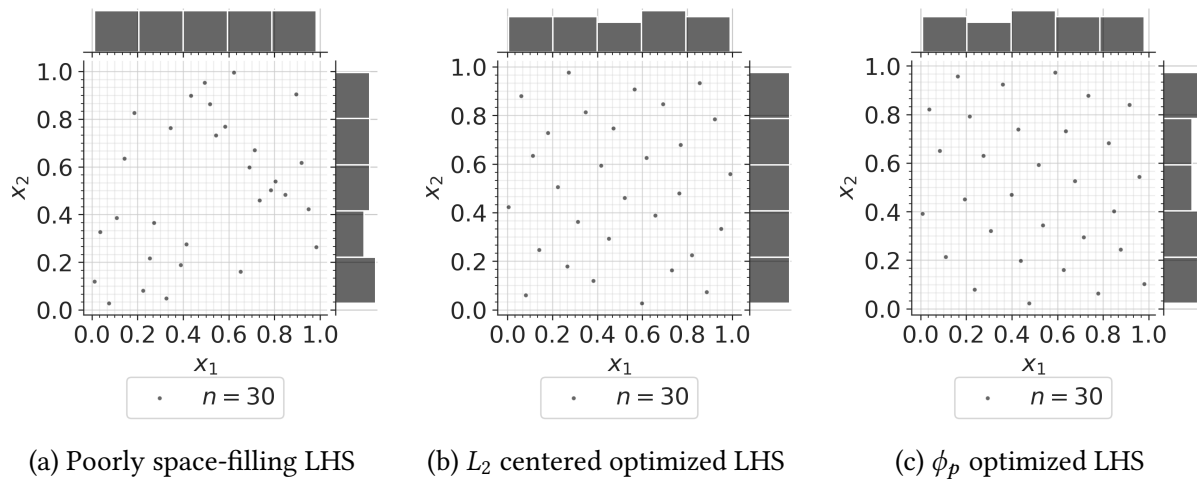 1.0
0.8
0.6
0.4
0.2
0.0
x₂
0.0 0.2 0.4 0.6 0.8 1.0
x₁
n = 30
(a) Poorly space-filling LHS
1.0
0.8
0.6
0.4
0.2
0.0
x₂
0.0 0.2 0.4 0.6 0.8 1.0
x₁
n = 30
(b) L₂ centered optimized LHS
1.0
0.8
0.6
0.4
0.2
0.0
x₂
0.0 0.2 0.4 0.6 0.8 1.0
x₁
n = 30
(c) ϕₚ optimized LHS